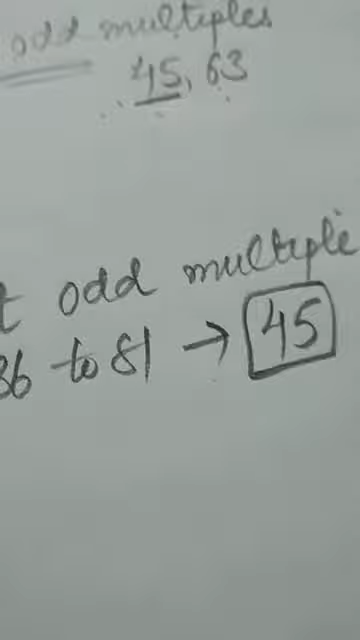 odd multiples
45, 63
t odd multiple
36 to 81 → 45